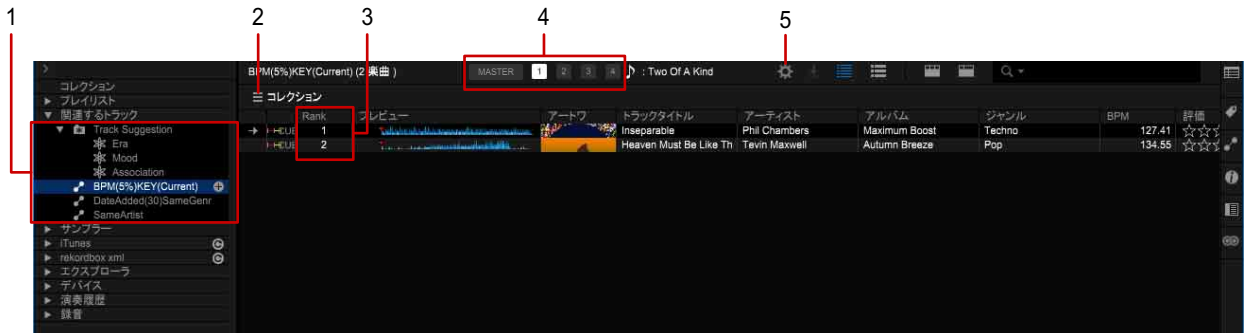 1 2 3 4 5
BPM(5%)KEY(Current) (2 楽曲 ) MASTER 1 2 3 4 : Two Of A Kind
コレクション
プレイリスト
関連するトラック
Track Suggestion
Era
Mood
Association
BPM(5%)KEY(Current)
DateAdded(30)SameGenr
SameArtist
サンプラー
iTunes
rekordbox xml
エクスプローラ
デバイス
演奏履歴
録音
コレクション
Rank プレビュー アートワ トラックタイトル アーティスト アルバム ジャンル BPM 評価
CUE 1 Inseparable Phil Chambers Maximum Boost Techno 127.41
CUE 2 Heaven Must Be Like Th Tevin Maxwell Autumn Breeze Pop 134.55